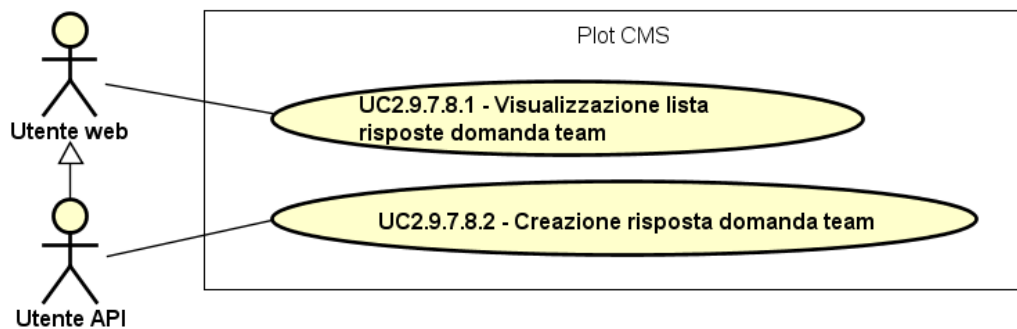 Plot CMS
UC2.9.7.8.1 - Visualizzazione lista
risposte domanda team
Utente web
UC2.9.7.8.2 - Creazione risposta domanda team
Utente API